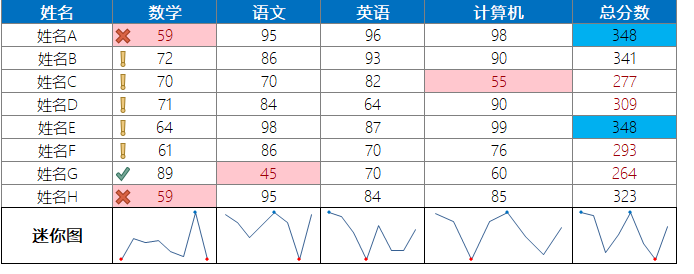 姓名 数学 语文 英语 计算机 总分数
姓名A 59 95 96 98 348
姓名B 72 86 93 90 341
姓名C 70 70 82 55 277
姓名D 71 84 64 90 309
姓名E 64 98 87 99 348
姓名F 61 86 70 76 293
姓名G 89 45 70 60 264
姓名H 59 95 84 85 323
迷你图